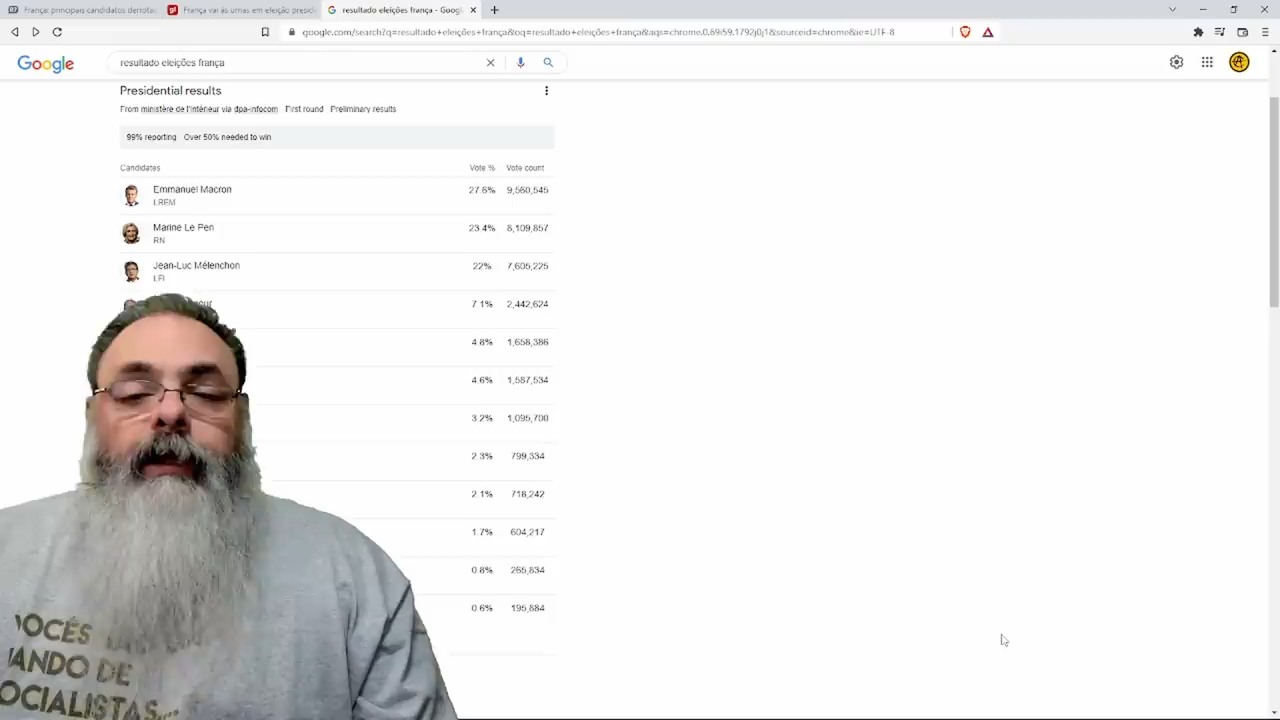 França: principais candidatos derrotac
França vai às urnas em eleição presid
resultado eleições frança - Googl
google.com/search?q=resultado+eleições+frança&oq=resultado+eleições+frança&aqs=chrome.0.69i59.1792j0j1&sourceid=chrome&ie=UTF-8
Google
resultado eleições frança
Presidential results
From ministère de l'Intérieur via dpa-infocom First round Preliminary results
99% reporting Over 50% needed to win
Candidates Vote % Vote count
Emmanuel Macron 27.6% 9,560,545
LREM
Marine Le Pen 23.4% 8,109,857
RN
Jean-Luc Mélenchon 22% 7,605,225
LFI
7.1% 2,442,624
4.8% 1,658,386
4.6% 1,587,534
3.2% 1,095,700
2.3% 799,334
2.1% 718,242
1.7% 604,217
0.8% 265,834
0.6% 195,884
VOCÊS
DE